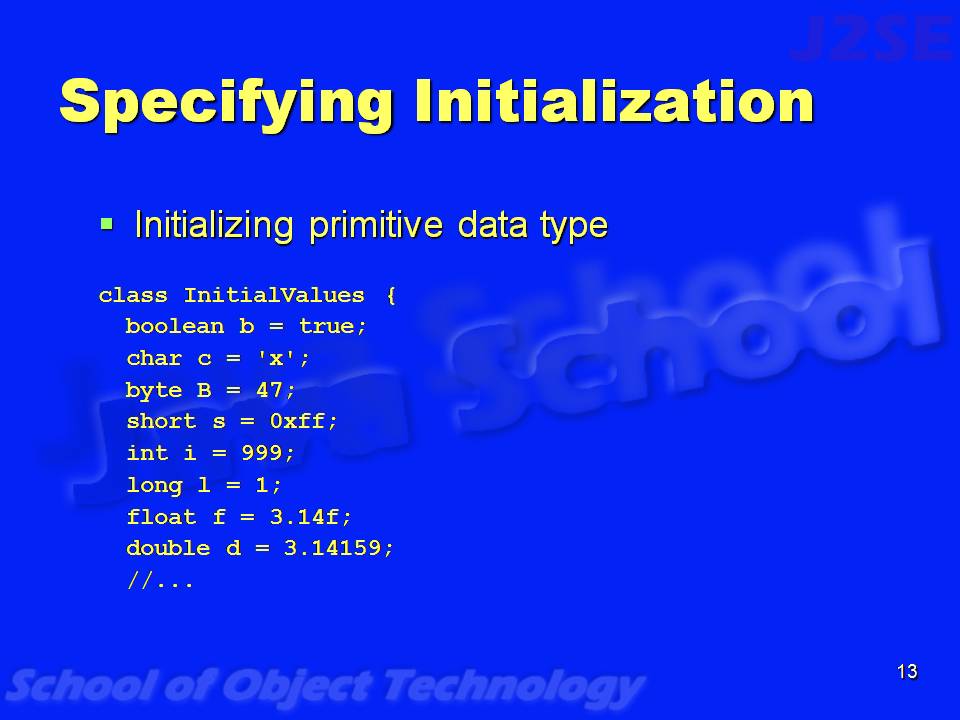 J2SE
Specifying Initialization
Initializing primitive data type
class InitialValues {
boolean b = true;
char c = 'x';
byte B = 47;
short s = 0xff;
int i = 999;
long l = 1;
float f = 3.14f;
double d = 3.14159;
//...
Java School
School of Object Technology
13